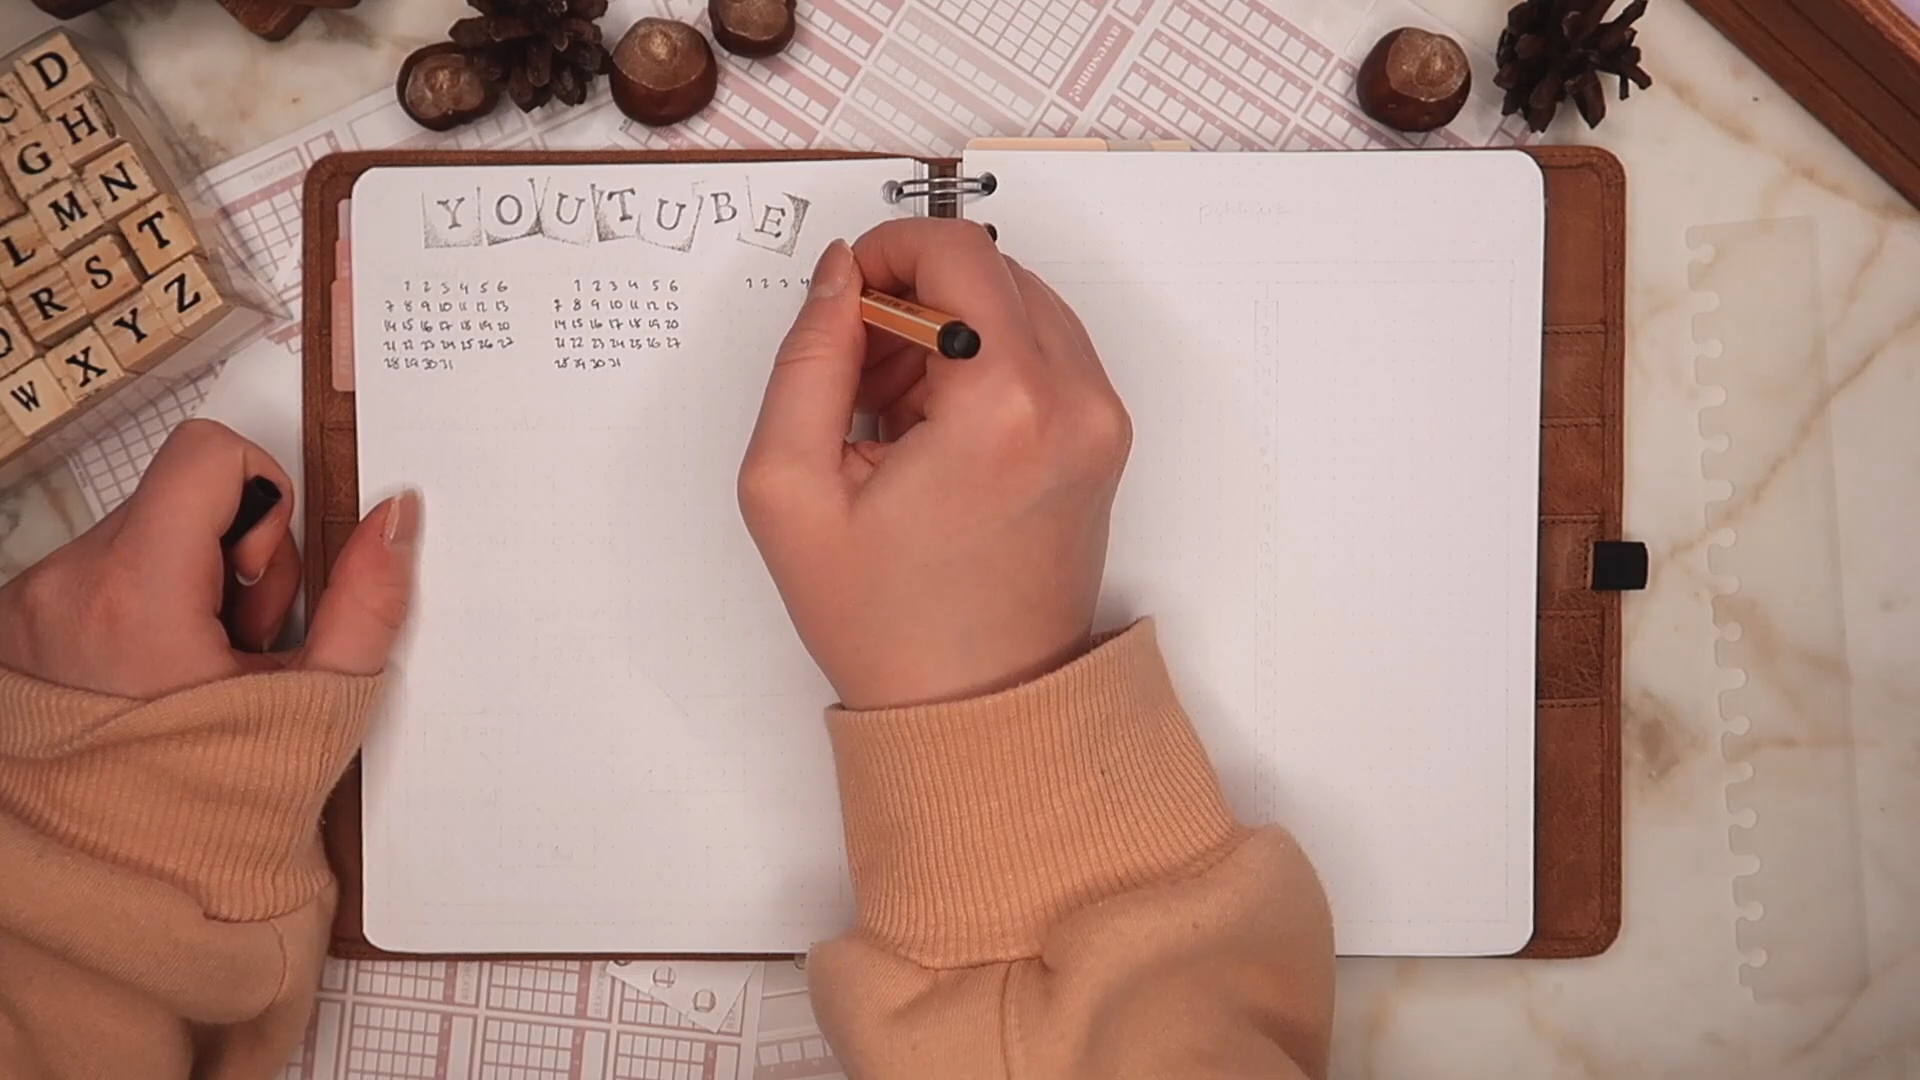 D
C H
G N
L M T
Q R S Z
W X Y
awesome!
YOUTUBE
1 2 3 4 5 6
7 8 9 10 11 12 13
14 15 16 17 18 19 20
21 22 23 24 25 26 27
28 29 30 31
1 2 3 4 5 6
7 8 9 10 11 12 13
14 15 16 17 18 19 20
21 22 23 24 25 26 27
28 29 30 31
1 2 3 4